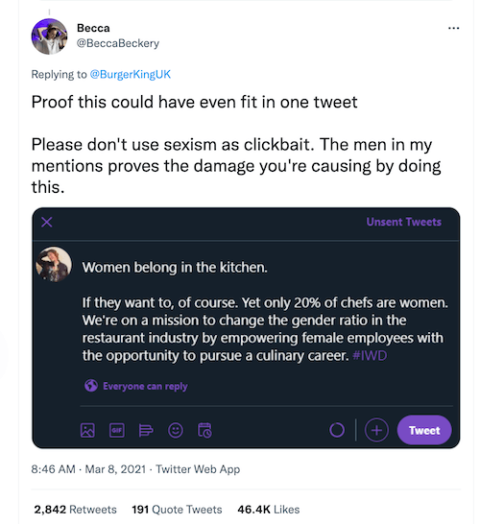 Becca
@BeccaBeckery
Replying to @BurgerKingUK
Proof this could have even fit in one tweet
Please don't use sexism as clickbait. The men in my
mentions proves the damage you're causing by doing
this.
Unsent Tweets
Women belong in the kitchen.
If they want to, of course. Yet only 20% of chefs are women.
We're on a mission to change the gender ratio in the
restaurant industry by empowering female employees with
the opportunity to pursue a culinary career. #IWD
Everyone can reply
GIF
Tweet
8:46 AM · Mar 8, 2021 · Twitter Web App
2,842 Retweets 191 Quote Tweets 46.4K Likes